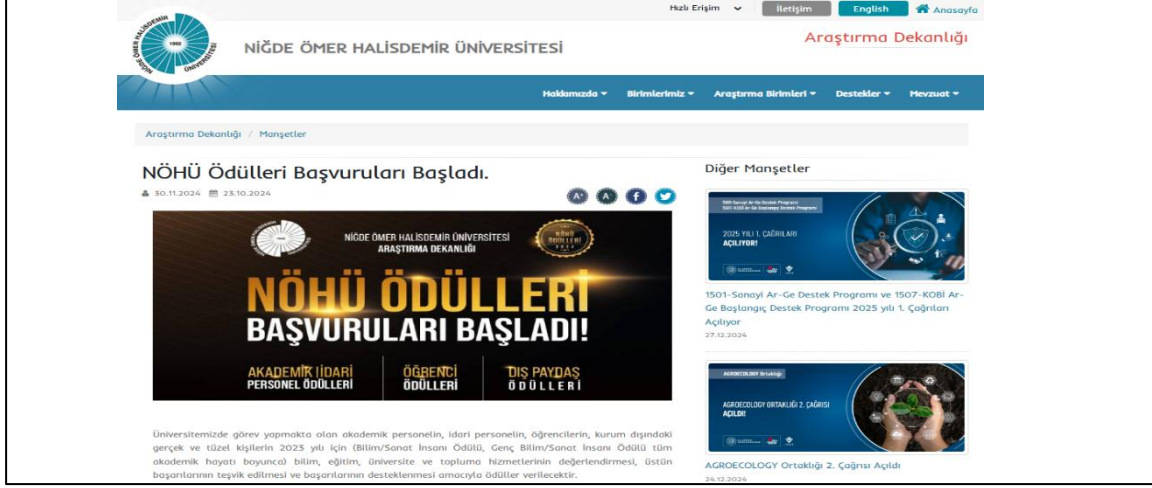 Hızlı Erişim
İletişim
English
Anasayfa
NİĞDE ÖMER HALİSDEMİR ÜNİVERSİTESİ
Araştırma Dekanlığı
Hakkımızda
Birimlerimiz
Araştırma Birimleri
Destekler
Mevzuat
Araştırma Dekanlığı / Manşetler
NÖHÜ Ödülleri Başvuruları Başladı.
30.11.2024 23.10.2024
NİĞDE ÖMER HALİSDEMİR ÜNİVERSİTESİ
ARAŞTIRMA DEKANLIĞI
NÖHÜ ÖDÜLLERİ
BAŞVURULARI BAŞLADI!
AKADEMİK | İDARİ
PERSONEL ÖDÜLLERİ
ÖĞRENCİ
ÖDÜLLERİ
DIŞ PAYDAŞ
ÖDÜLLERİ
Üniversitemizde görev yapmakta olan akademik personelin, idari personelin, öğrencilerin, kurum dışındaki
gerçek ve tüzel kişilerin 2023 yılı için (Bilim/Sanat İnsanı Ödülü, Genç Bilim/Sanat İnsanı Ödülü tüm
akademik hayatı boyunca) bilim, eğitim, üniversite ve topluma hizmetlerinin değerlendirmesi, üstün
başarılarının teşvik edilmesi ve başarılarının desteklenmesi amacıyla ödüller verilecektir.
Diğer Manşetler
2025 YILI 1. ÇAĞRILARI
AÇILIYOR!
1501-Sanayi Ar-Ge Destek Programı ve 1507-KOBİ Ar-
Ge Başlangıç Destek Programı 2025 yılı 1. Çağrıları
Açılıyor
27.12.2024
AGROECOLOGY Ortaklığı
AGROECOLOGY ORTAKLIĞI 2. ÇAĞRISI
AÇILDI!
AGROECOLOGY Ortaklığı 2. Çağrısı Açıldı
24.12.2024